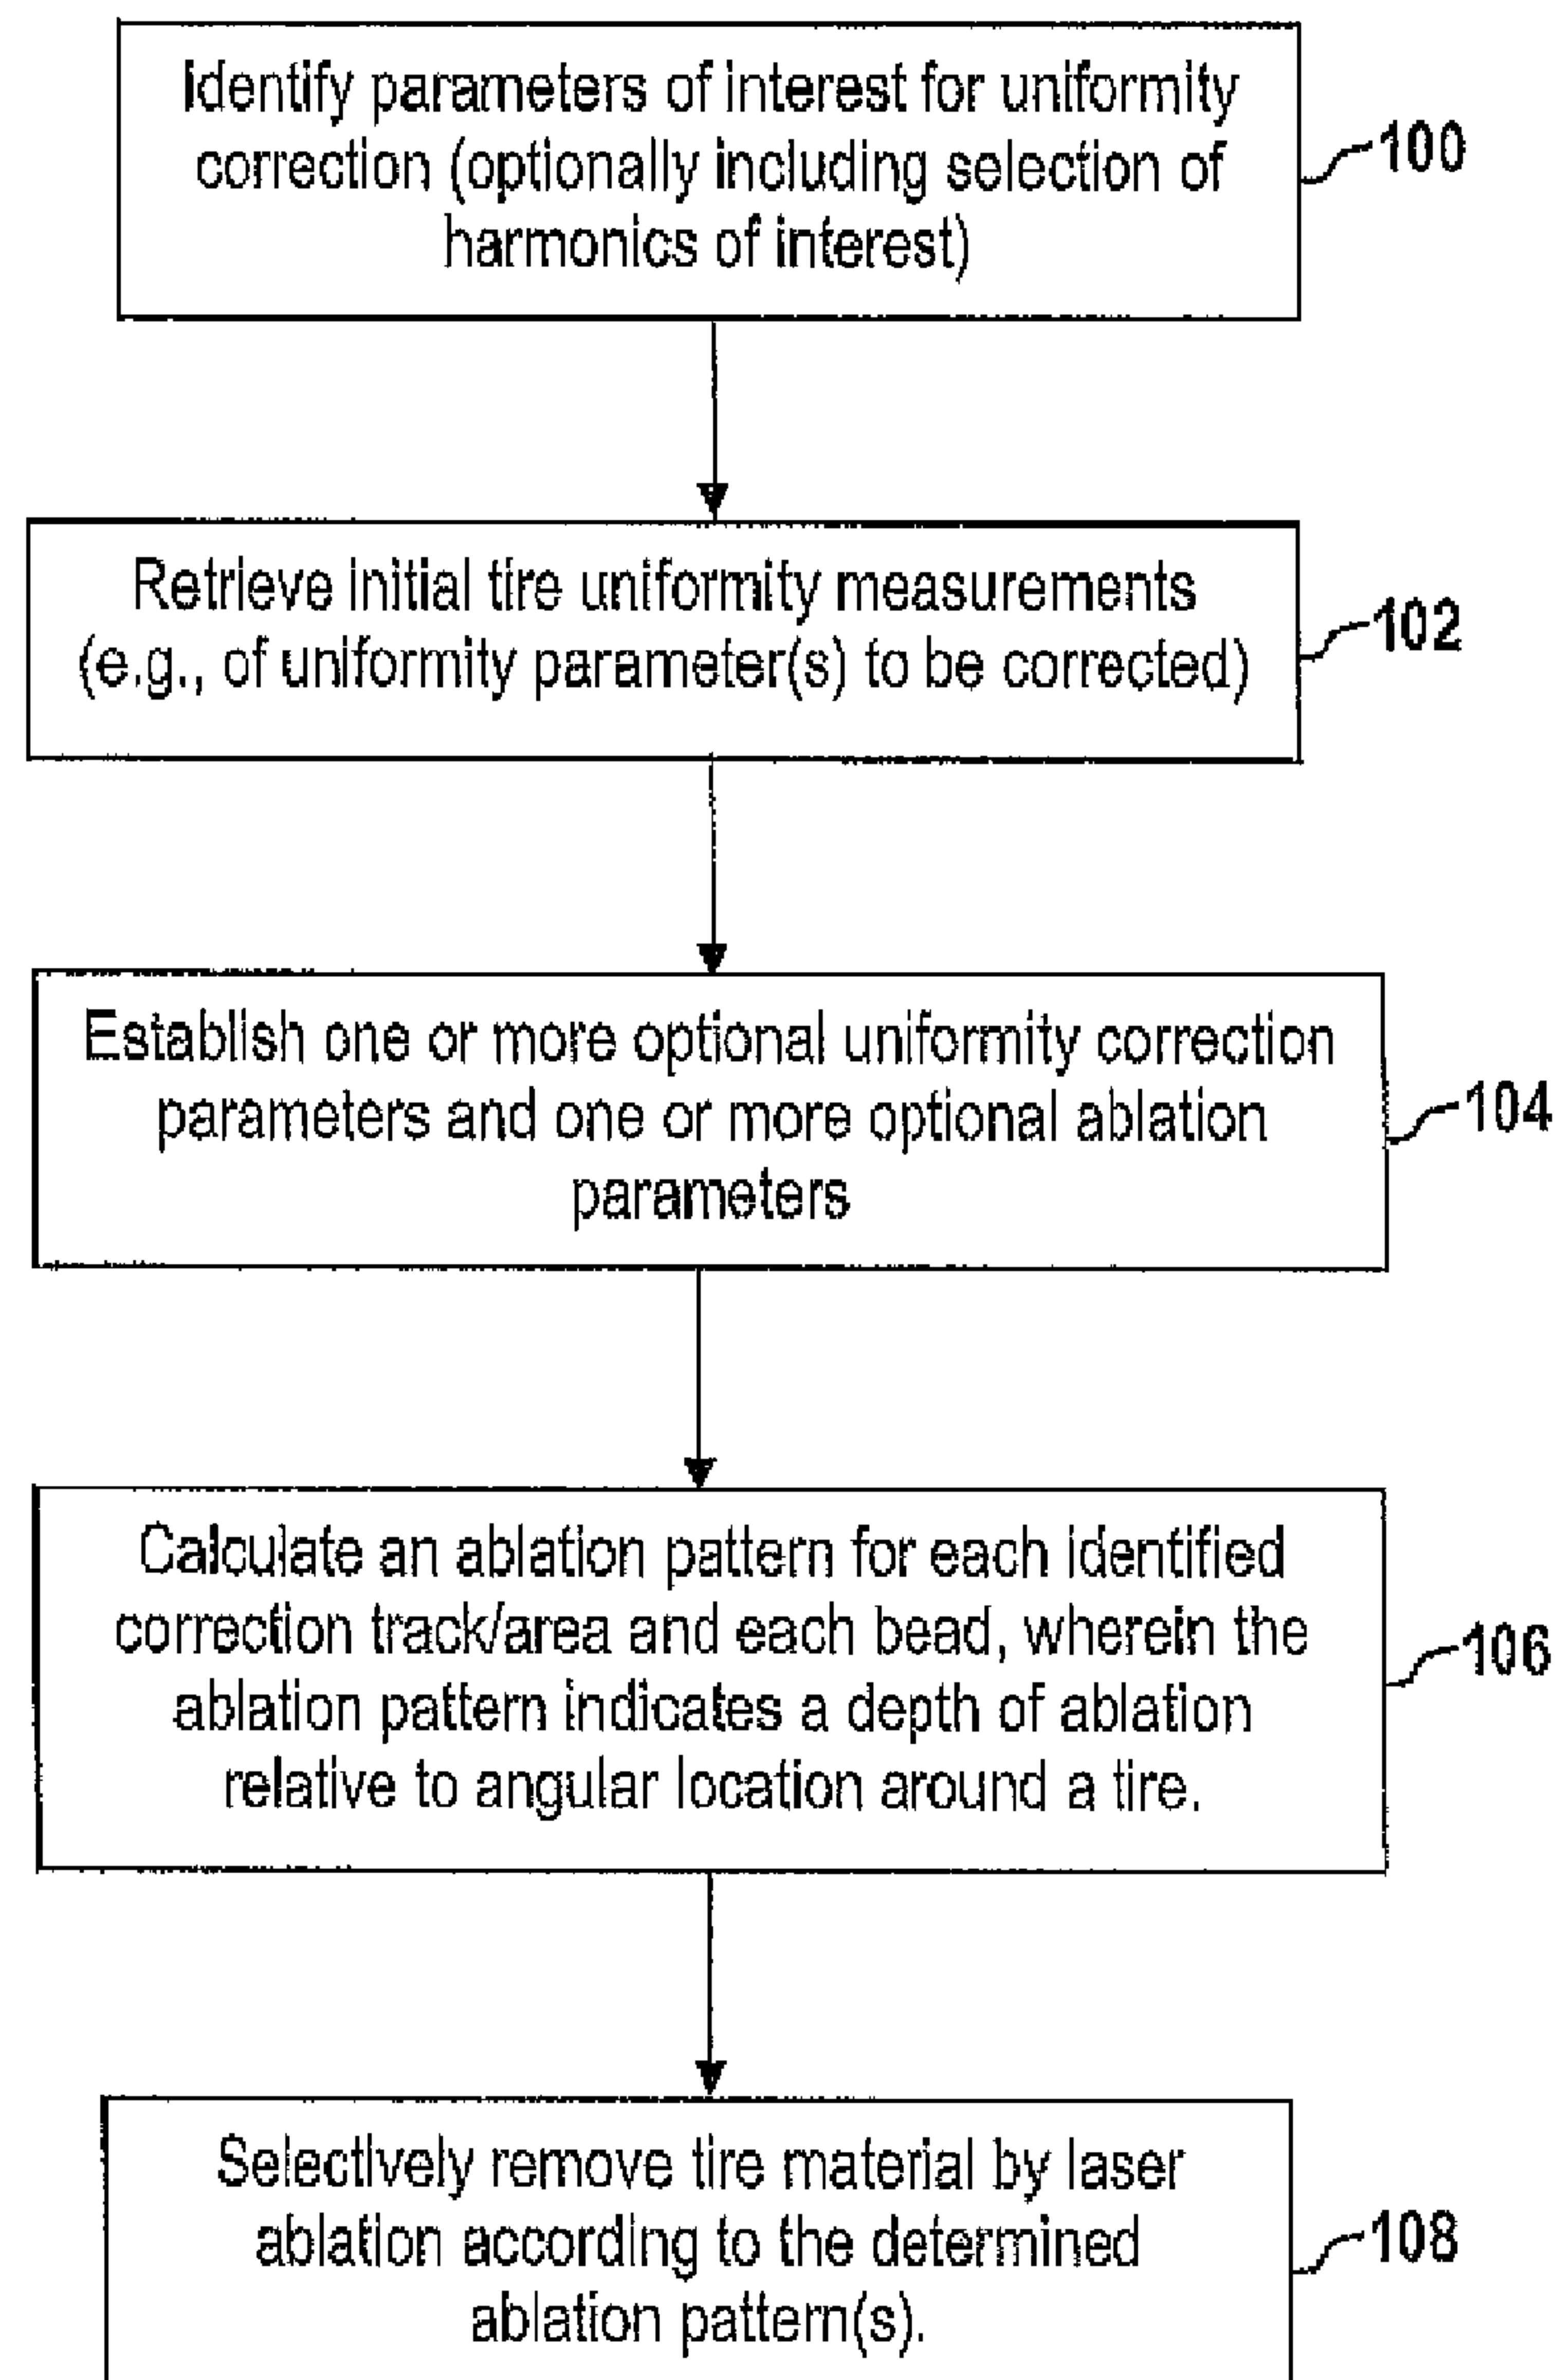 Identify parameters of interest for uniformity
correction (optionally including selection of
harmonics of interest)
100
Retrieve initial tire uniformity measurements
(e.g., of uniformity parameter(s) to be corrected)
102
Establish one or more optional uniformity correction
parameters and one or more optional ablation
parameters
104
Calculate an ablation pattern for each identified
correction track/area and each bead, wherein the
ablation pattern indicates a depth of ablation
relative to angular location around a tire.
106
Selectively remove tire material by laser
ablation according to the determined
ablation pattern(s).
108